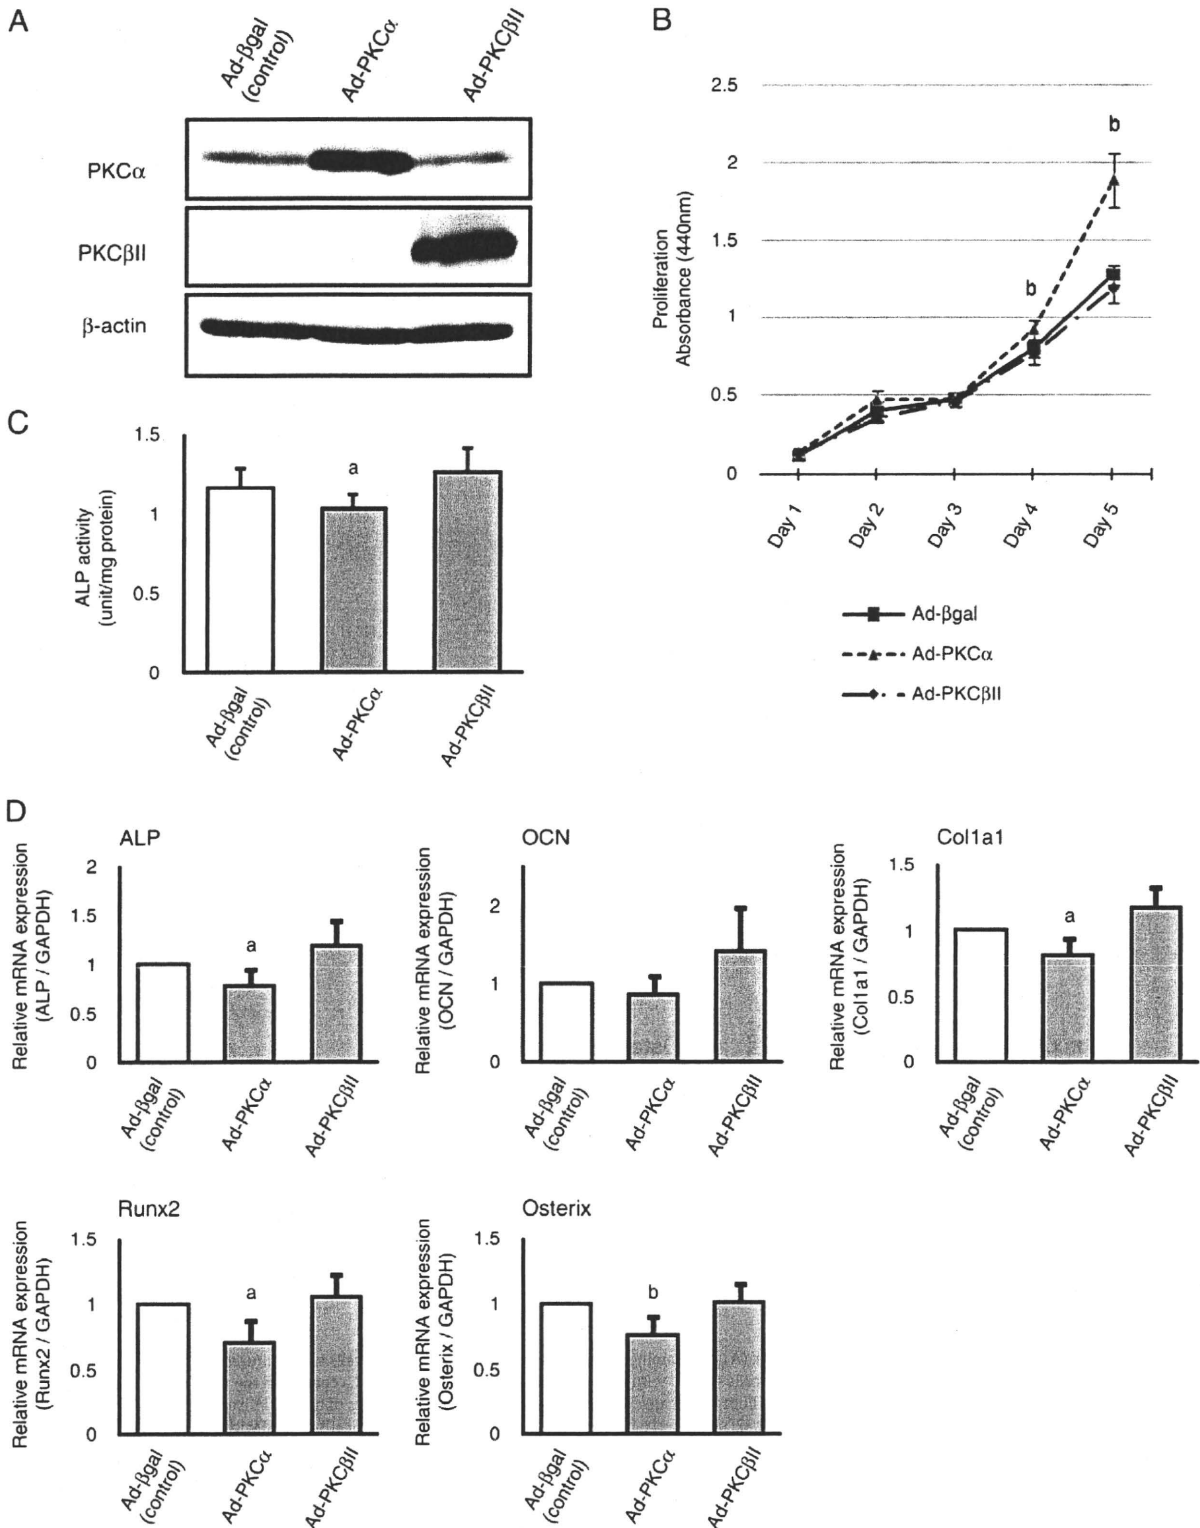 A
Ad-βgal
(control)
Ad-PKCα
Ad-PKCβII
PKCα
PKCβII
β-actin
B
Proliferation
Absorbance (440nm)
2.5
2
1.5
1
0.5
0
b
b
Day 1
Day 2
Day 3
Day 4
Day 5
Ad-βgal
Ad-PKCα
Ad-PKCβII
C
ALP activity
(unit/mg protein)
1.5
1
0.5
0
a
Ad-βgal
(control)
Ad-PKCα
Ad-PKCβII
D
ALP
Relative mRNA expression
(ALP / GAPDH)
2
1.5
1
0.5
0
a
Ad-βgal
(control)
Ad-PKCα
Ad-PKCβII
OCN
Relative mRNA expression
(OCN / GAPDH)
2
1
0
Ad-βgal
(control)
Ad-PKCα
Ad-PKCβII
Col1a1
Relative mRNA expression
(Col1a1 / GAPDH)
1.5
1
0.5
0
a
Ad-βgal
(control)
Ad-PKCα
Ad-PKCβII
Runx2
Relative mRNA expression
(Runx2 / GAPDH)
1.5
1
0.5
0
a
Ad-βgal
(control)
Ad-PKCα
Ad-PKCβII
Osterix
Relative mRNA expression
(Osterix / GAPDH)
1.5
1
0.5
0
b
Ad-βgal
(control)
Ad-PKCα
Ad-PKCβII